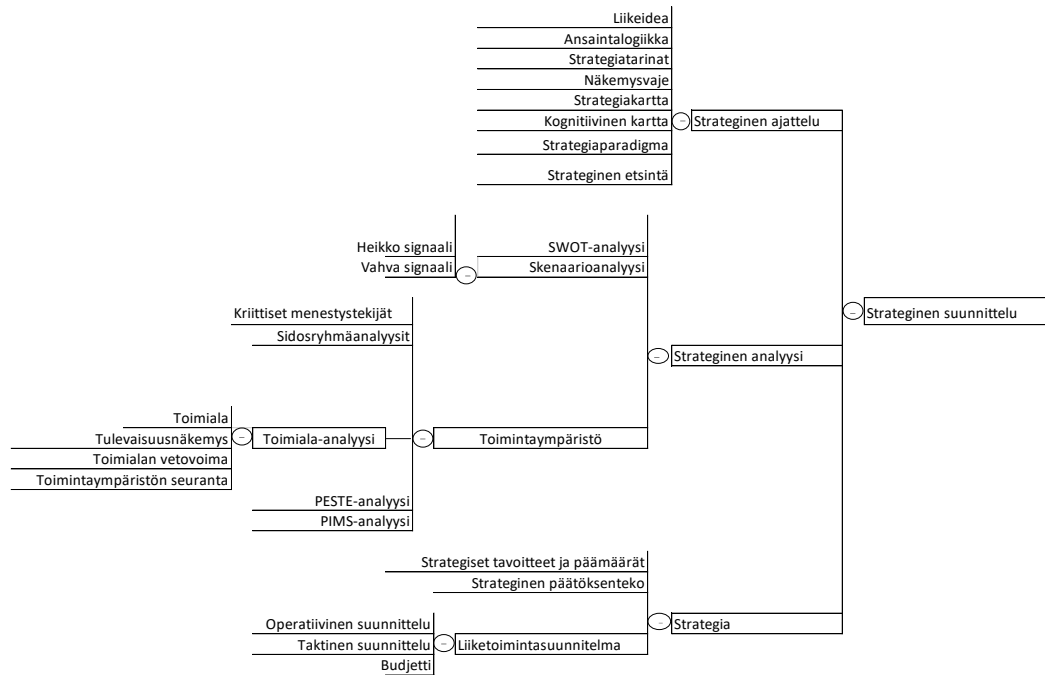 Liikeidea
Ansaintalogiikka
Strategiatarinat
Näkemysvaje
Strategiakartta
Kognitiivinen kartta
Strateginen ajattelu
Strategiaparadigma
Strateginen etsintä
Heikko signaali
SWOT-analyysi
Vahva signaali
Skenaarioanalyysi
Kriittiset menestystekijät
Strateginen suunnittelu
Sidosryhmäanalyysit
Strateginen analyysi
Toimiala
Tulevaisuusnäkemys
Toimiala-analyysi
Toimintaympäristö
Toimialan vetovoima
Toimintaympäristön seuranta
PESTE-analyysi
PIMS-analyysi
Strategiset tavoitteet ja päämäärät
Strateginen päätöksenteko
Operatiivinen suunnittelu
Strategia
Taktinen suunnittelu
Liiketoimintasuunnitelma
Budjetti